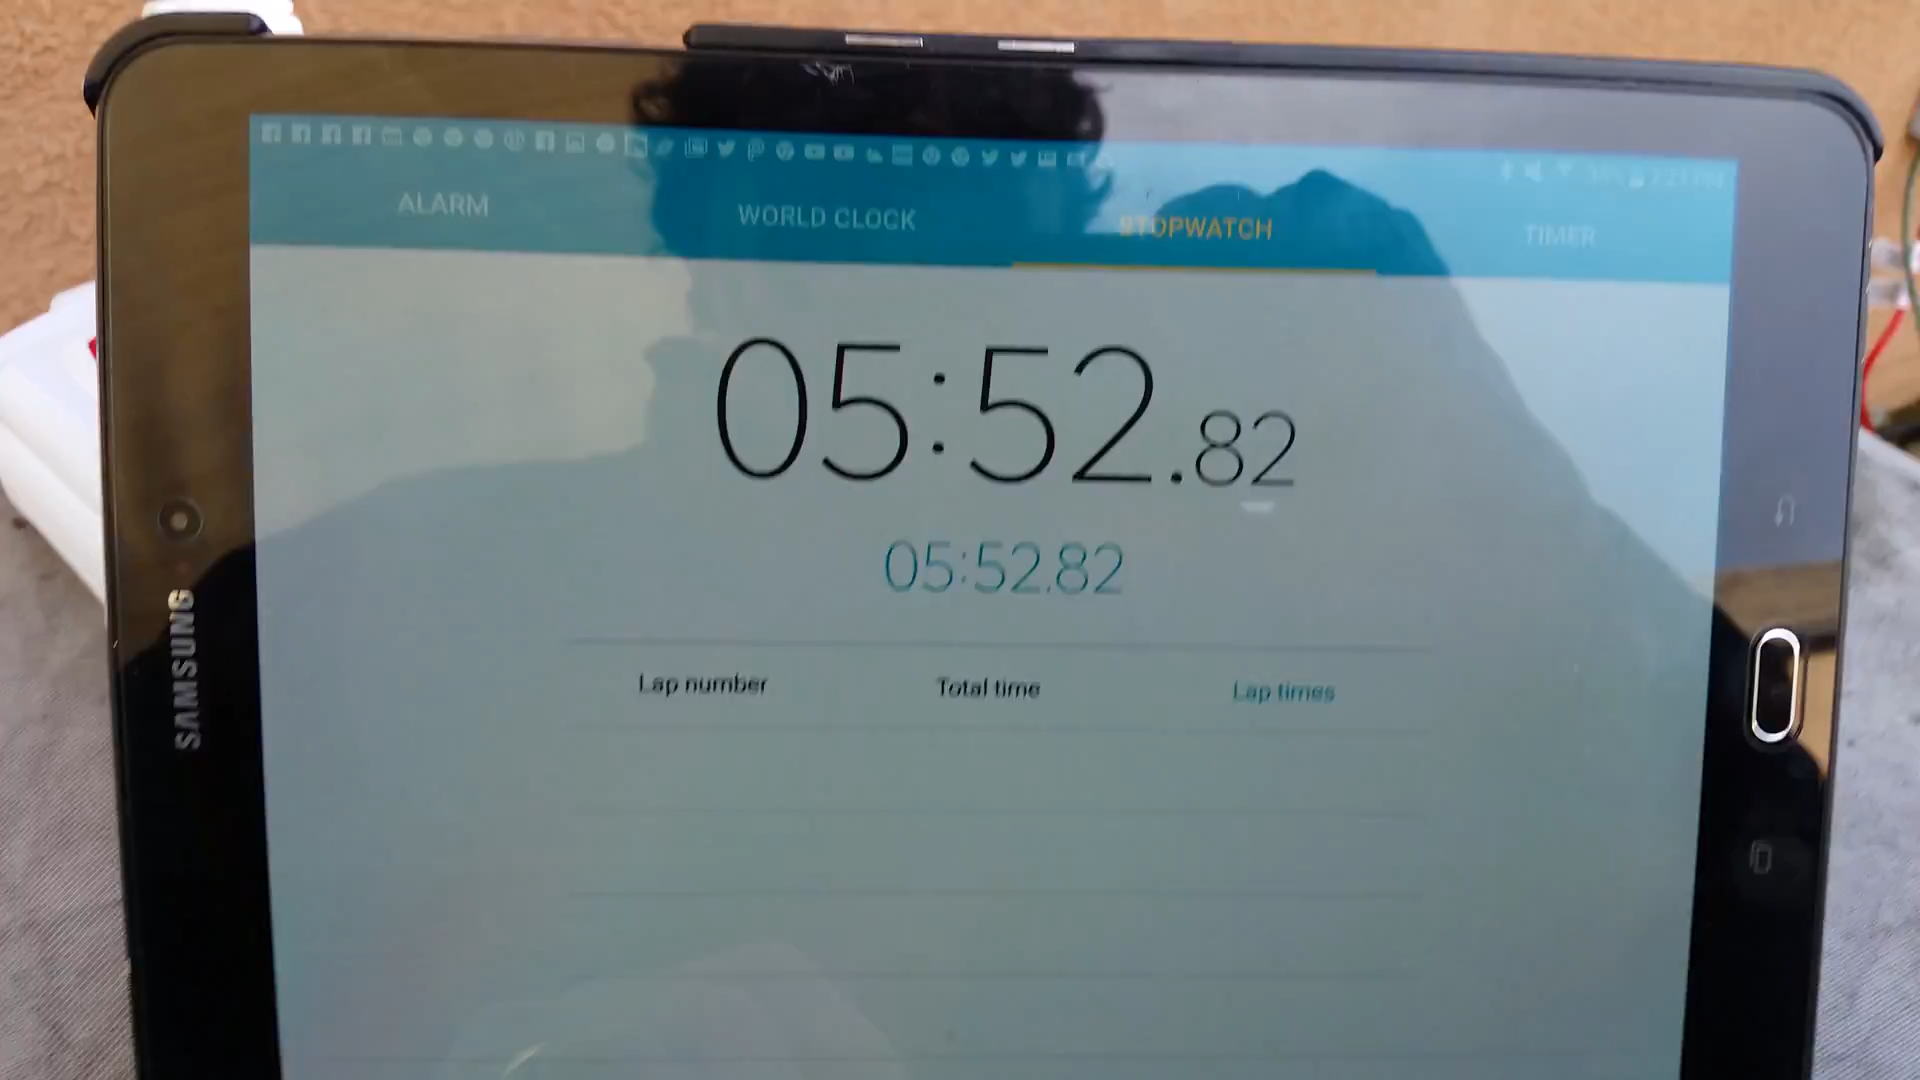 ALARM
WORLD CLOCK
STOPWATCH
TIMER
05:52.82
05:52.82
Lap number
Total time
Lap times
SAMSUNG